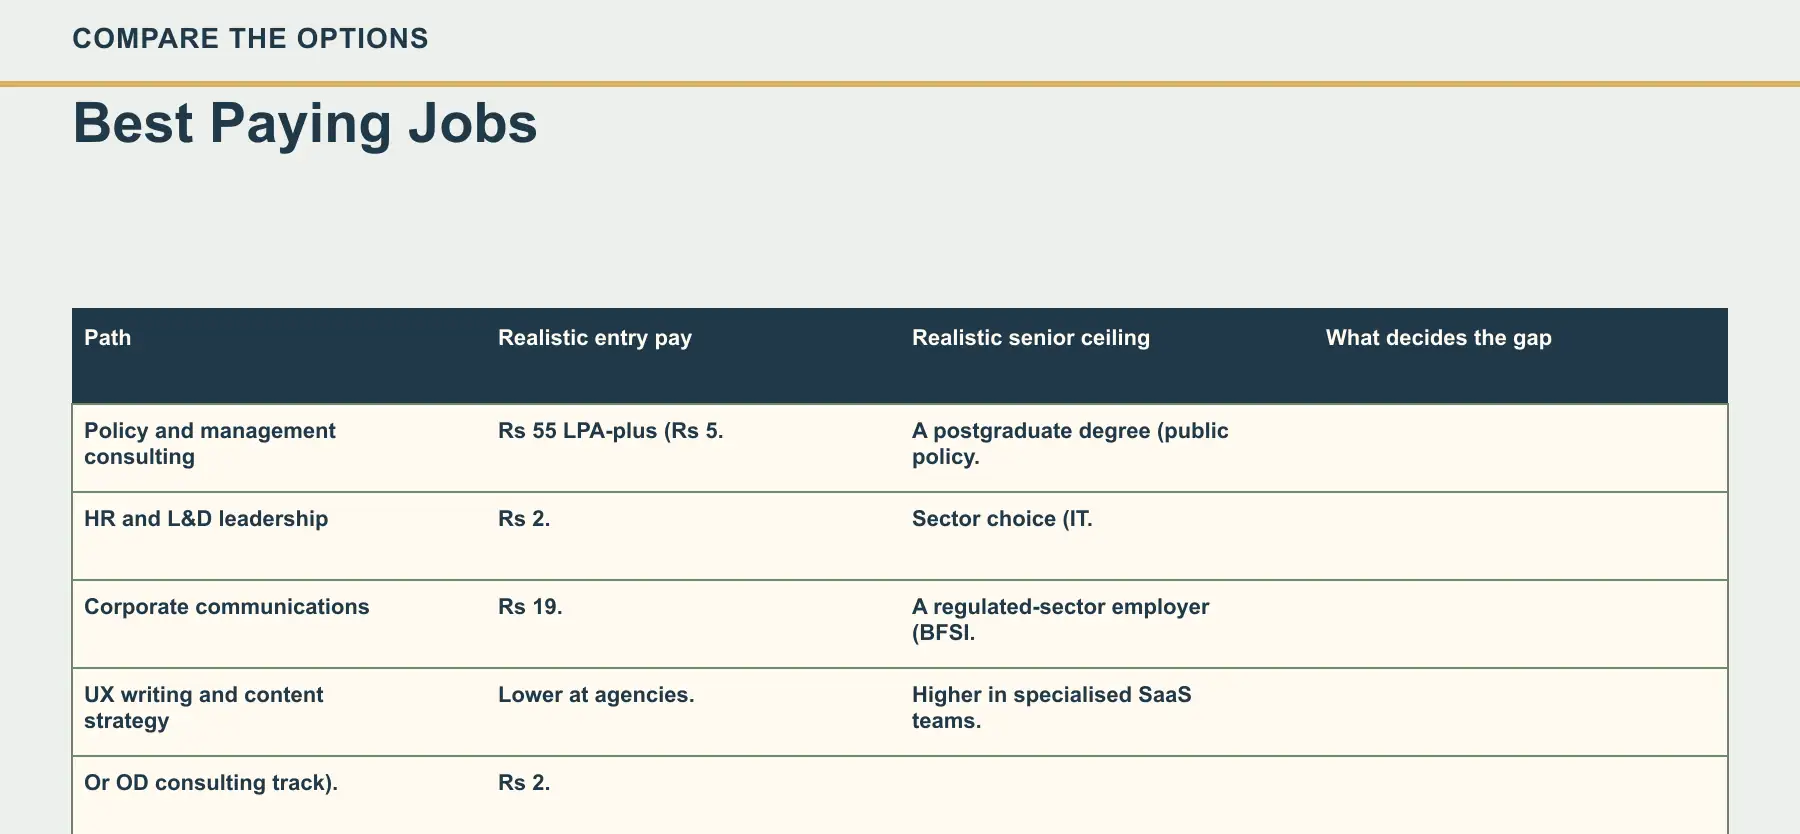 COMPARE THE OPTIONS
Best Paying Jobs
Path Realistic entry pay Realistic senior ceiling What decides the gap
Policy and management Rs 55 LPA-plus (Rs 5. A postgraduate degree (public
consulting policy.
HR and L&D leadership Rs 2. Sector choice (IT.
Corporate communications Rs 19. A regulated-sector employer
(BFSI.
UX writing and content Lower at agencies. Higher in specialised SaaS
strategy teams.
Or OD consulting track). Rs 2.